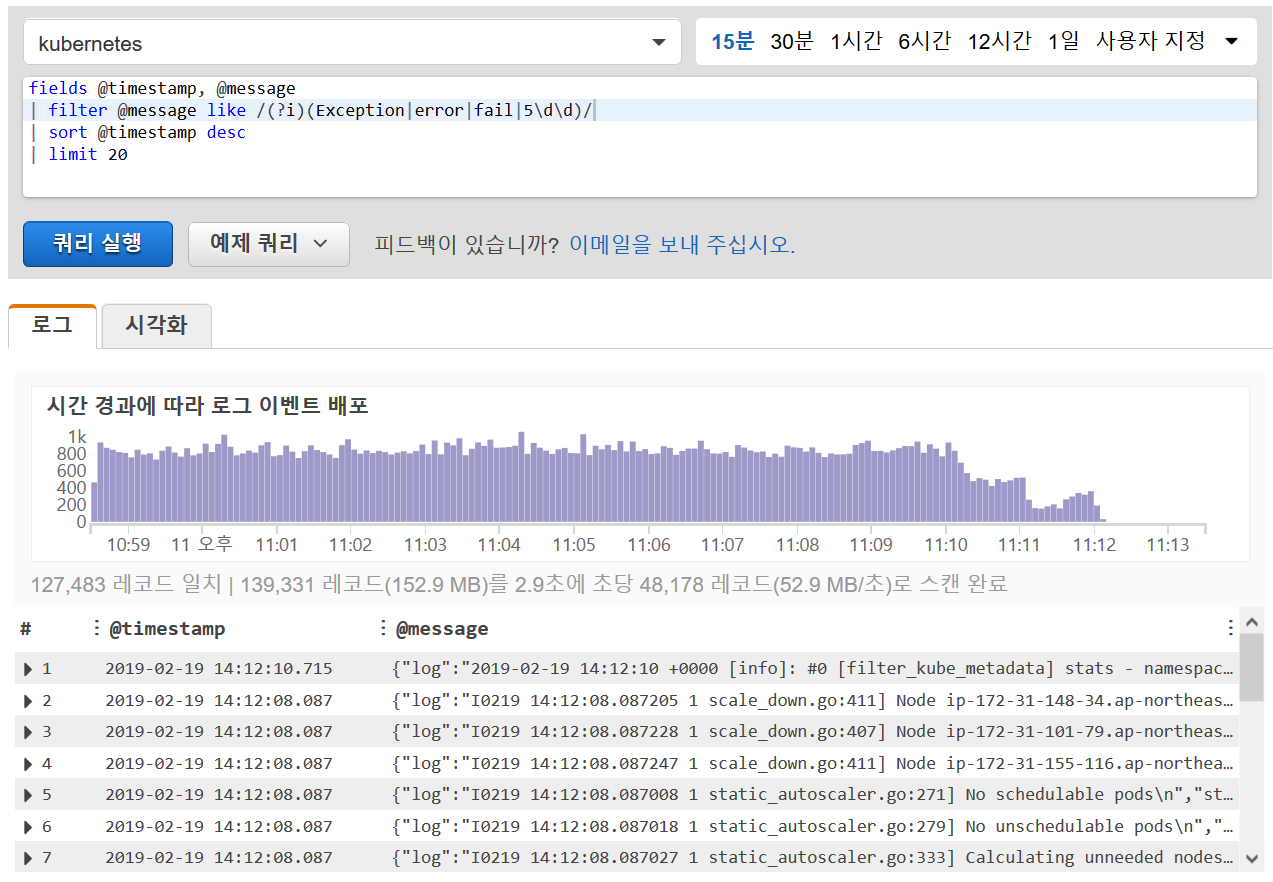 kubernetes
15분 30분 1시간 6시간 12시간 1일 사용자 지정
fields @timestamp, @message
| filter @message like /(?i)(Exception|error|fail|5\d\d)/
| sort @timestamp desc
| limit 20
쿼리 실행
예제 쿼리
피드백이 있습니까? 이메일을 보내 주십시오.
로그
시각화
시간 경과에 따라 로그 이벤트 배포
1k
800
600
400
200
0
10:59 11 오후 11:01 11:02 11:03 11:04 11:05 11:06 11:07 11:08 11:09 11:10 11:11 11:12 11:13
127,483 레코드 일치 | 139,331 레코드(152.9 MB)를 2.9초에 초당 48,178 레코드(52.9 MB/초)로 스캔 완료
# @timestamp @message
1 2019-02-19 14:12:10.715 {"log":"2019-02-19 14:12:10 +0000 [info]: #0 [filter_kube_metadata] stats - namespac…
2 2019-02-19 14:12:08.087 {"log":"I0219 14:12:08.087205 1 scale_down.go:411] Node ip-172-31-148-34.ap-northeas…
3 2019-02-19 14:12:08.087 {"log":"I0219 14:12:08.087228 1 scale_down.go:407] Node ip-172-31-101-79.ap-northeas…
4 2019-02-19 14:12:08.087 {"log":"I0219 14:12:08.087247 1 scale_down.go:411] Node ip-172-31-155-116.ap-northea…
5 2019-02-19 14:12:08.087 {"log":"I0219 14:12:08.087008 1 static_autoscaler.go:271] No schedulable pods\n","st…
6 2019-02-19 14:12:08.087 {"log":"I0219 14:12:08.087018 1 static_autoscaler.go:279] No unschedulable pods\n","…
7 2019-02-19 14:12:08.087 {"log":"I0219 14:12:08.087027 1 static_autoscaler.go:333] Calculating unneeded nodes…